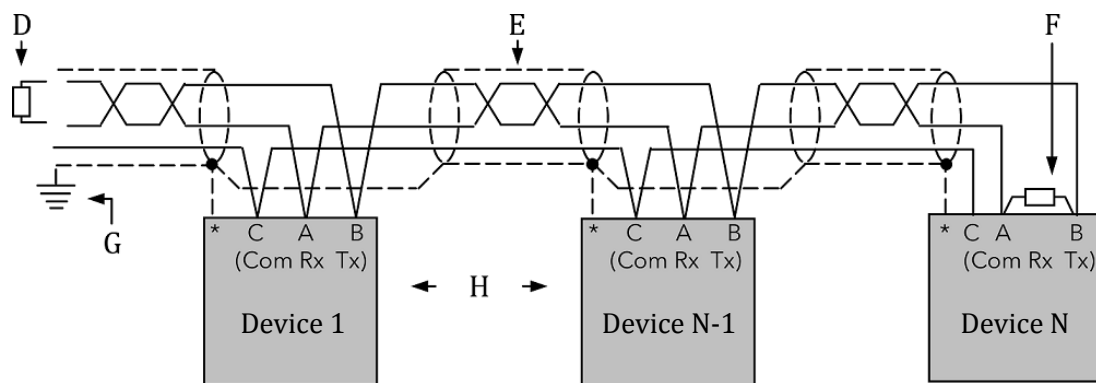 D E F
G
* C A B * C A B * C A B
(Com Rx Tx) (Com Rx Tx) (Com Rx Tx)
H
Device 1 Device N-1 Device N